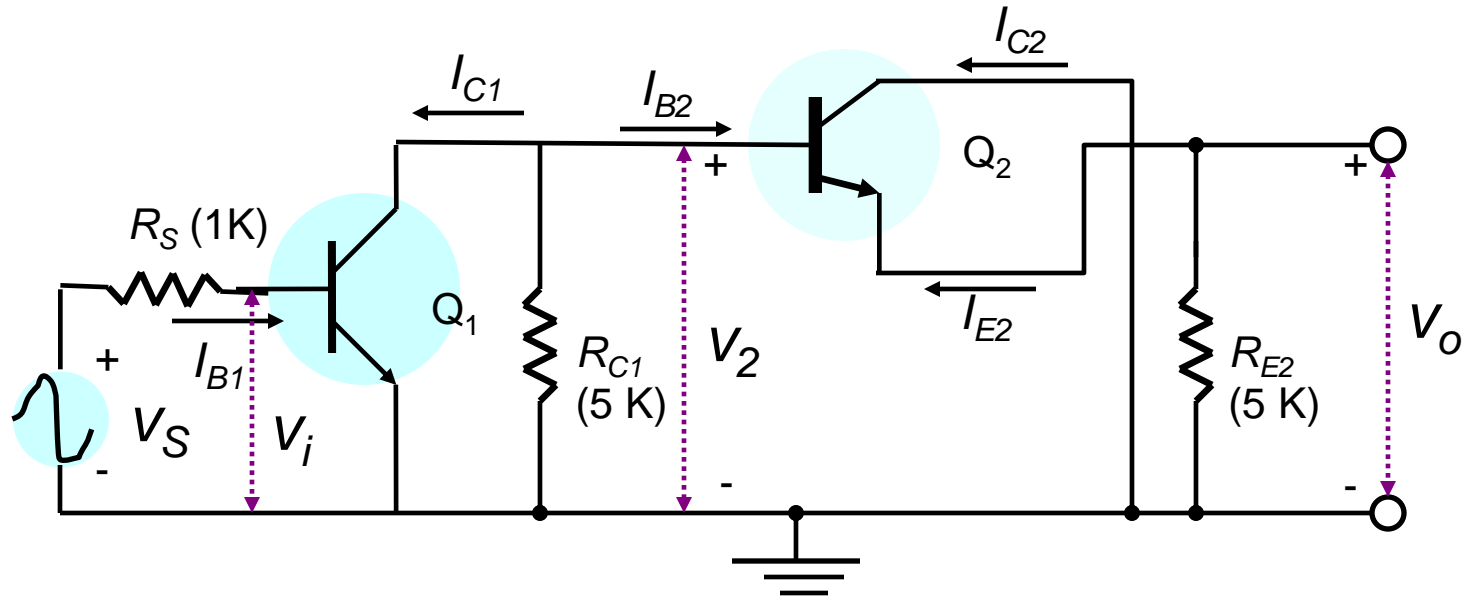 I_C2
I_C1
I_B2
Q_2
+
+
R_S (1K)
Q_1
I_E2
+
I_B1
V_S
V_i
R_C1
(5 K)
V_2
R_E2
(5 K)
V_o
-
-
-